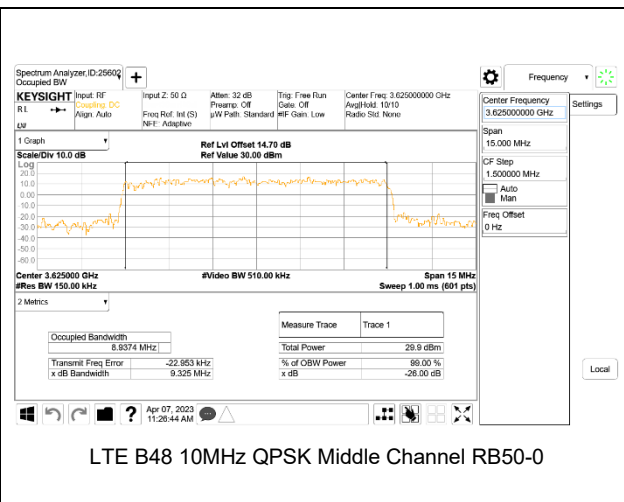 Spectrum Analyzer,ID:25602
Occupied BW
Frequency
KEYSIGHT
R L
Input: RF
Coupling: DC
Align: Auto
Input Z: 50 Ω
Freq Ref: Int (S)
NFE: Adaptive
Atten: 32 dB
Preamp: Off
µW Path: Standard
Trig: Free Run
Gate: Off
#IF Gain: Low
Center Freq: 3.625000000 GHz
Avg|Hold: 10/10
Radio Std: None
Center Frequency
3.625000000 GHz
Settings
Span
15.000 MHz
CF Step
1.500000 MHz
Auto
Man
Freq Offset
0 Hz
1 Graph
Scale/Div 10.0 dB
Ref Lvl Offset 14.70 dB
Ref Value 30.00 dBm
Log
20.0
10.0
0.00
10.0
-20.0
-30.0
-40.0
-50.0
-60.0
Center 3.625000 GHz
#Res BW 150.00 kHz
#Video BW 510.00 kHz
Span 15 MHz
Sweep 1.00 ms (601 pts)
2 Metrics
Measure Trace Trace 1
Occupied Bandwidth
8.9374 MHz
Total Power 29.9 dBm
Transmit Freq Error -22.953 kHz
% of OBW Power 99.00 %
x dB Bandwidth 9.325 MHz
x dB -26.00 dB
Local
Apr 07, 2023
11:26:44 AM
LTE B48 10MHz QPSK Middle Channel RB50-0